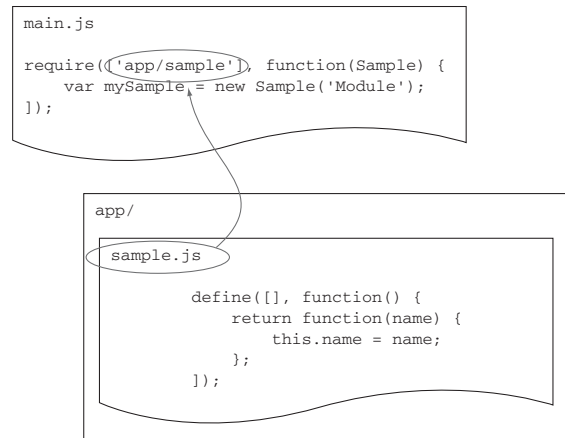 main.js
require(['app/sample'], function(Sample) {
    var mySample = new Sample('Module');
]);
app/
sample.js
define([], function() {
    return function(name) {
        this.name = name;
    };
]);